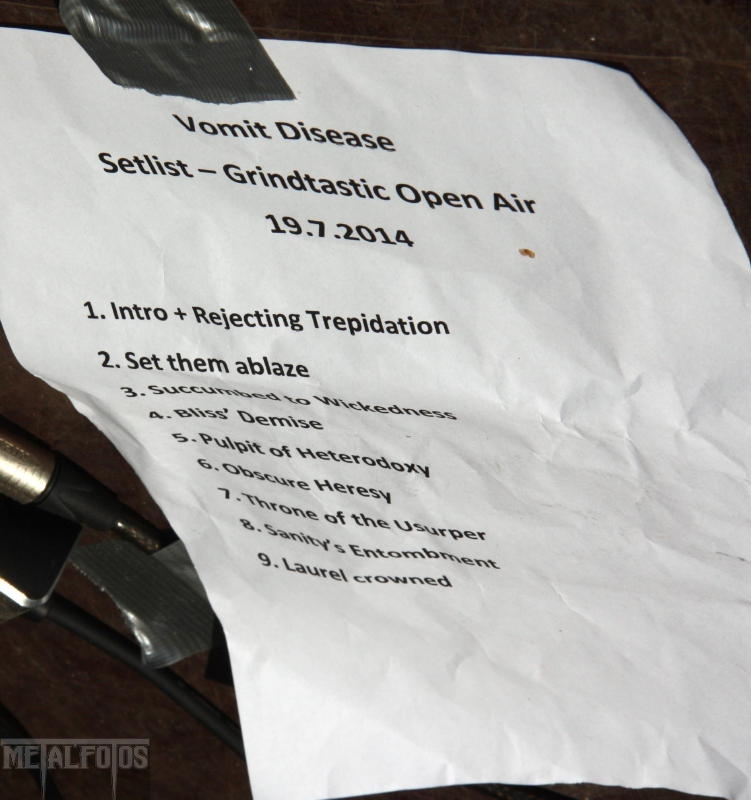 Vomit Disease
Setlist – Grindtastic Open Air
19.7.2014
1. Intro + Rejecting Trepidation
2. Set them ablaze
3. Succumbed to Wickedness
4. Bliss' Demise
5. Pulpit of Heterodoxy
6. Obscure Heresy
7. Throne of the Usurper
8. Sanity's Entombment
9. Laurel crowned
METALFOTOS